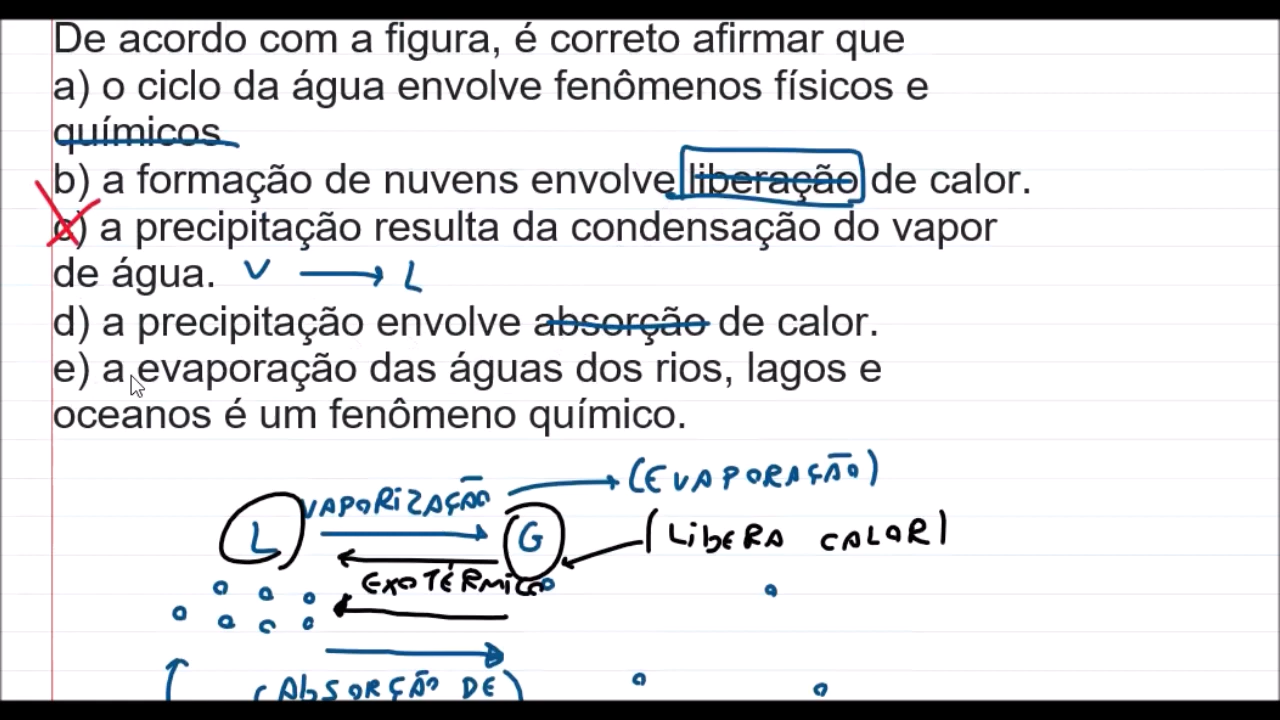 De acordo com a figura, é correto afirmar que
a) o ciclo da água envolve fenômenos físicos e
químicos.
b) a formação de nuvens envolve liberação de calor.
c) a precipitação resulta da condensação do vapor
de água. V → L
d) a precipitação envolve absorção de calor.
e) a evaporação das águas dos rios, lagos e
oceanos é um fenômeno químico.
VAPORIZAÇÃO → (EVAPORAÇÃO)
L G (LIBERA CALOR)
EXOTÉRMICO
(ABSORÇÃO DE)